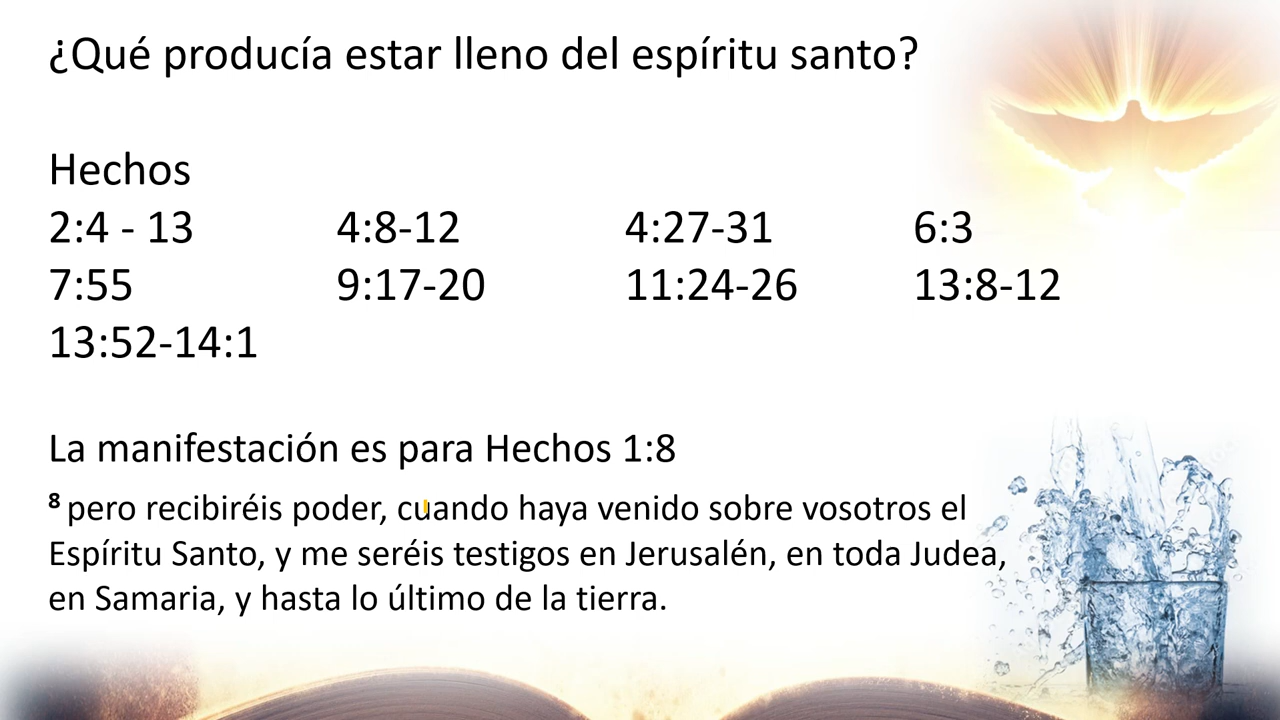 ¿Qué producía estar lleno del espíritu santo?
Hechos
2:4 - 13 4:8-12 4:27-31 6:3
7:55 9:17-20 11:24-26 13:8-12
13:52-14:1
La manifestación es para Hechos 1:8
8 pero recibiréis poder, cuando haya venido sobre vosotros el
Espíritu Santo, y me seréis testigos en Jerusalén, en toda Judea,
en Samaria, y hasta lo último de la tierra.